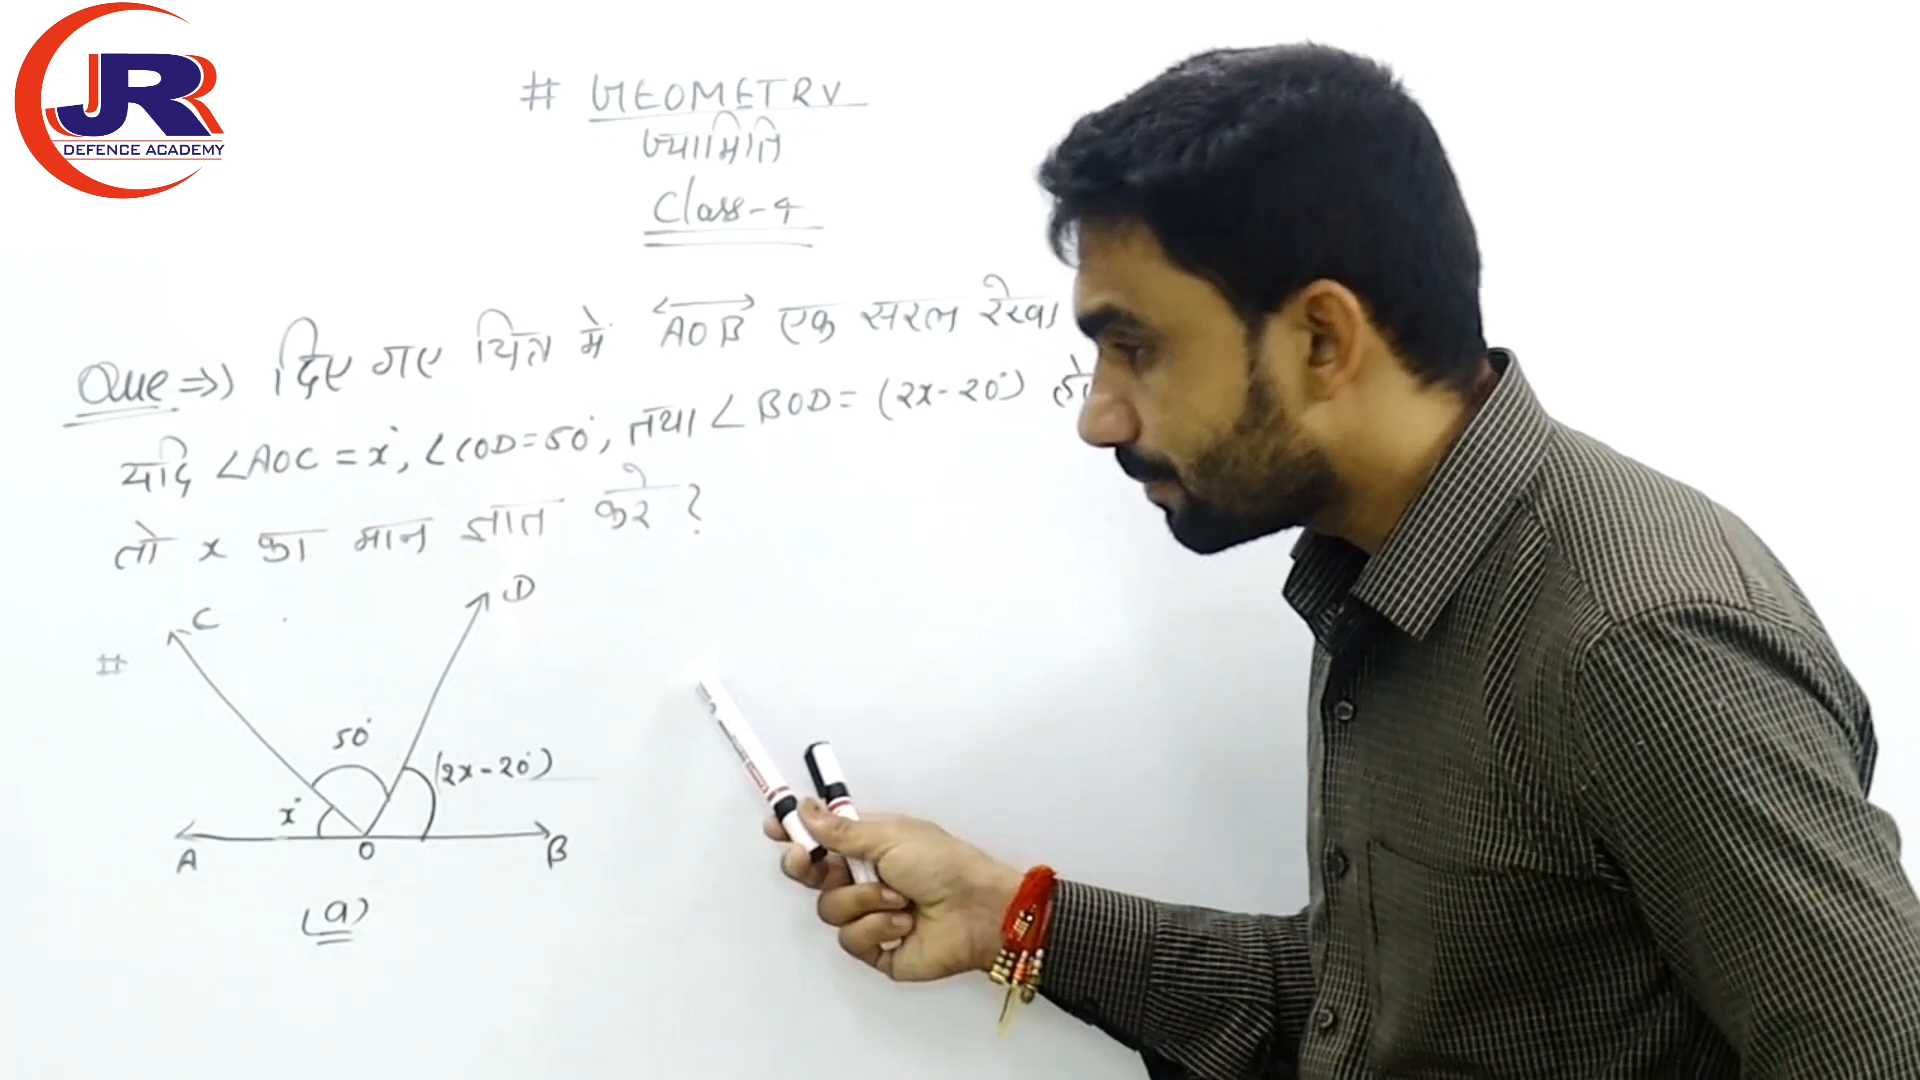 JR
DEFENCE ACADEMY
# GEOMETRY
ज्यामिति
Class-4
Que ⇒ दिए गए चित्र मे AOB एक सरल रेखा
यदि ∠AOC = x°, ∠COD = 50°, तथा ∠BOD = (2x-20°)
तो x का मान ज्ञात करे ?
C
D
#
50°
(2x-20°)
x°
A
O
B
(a)